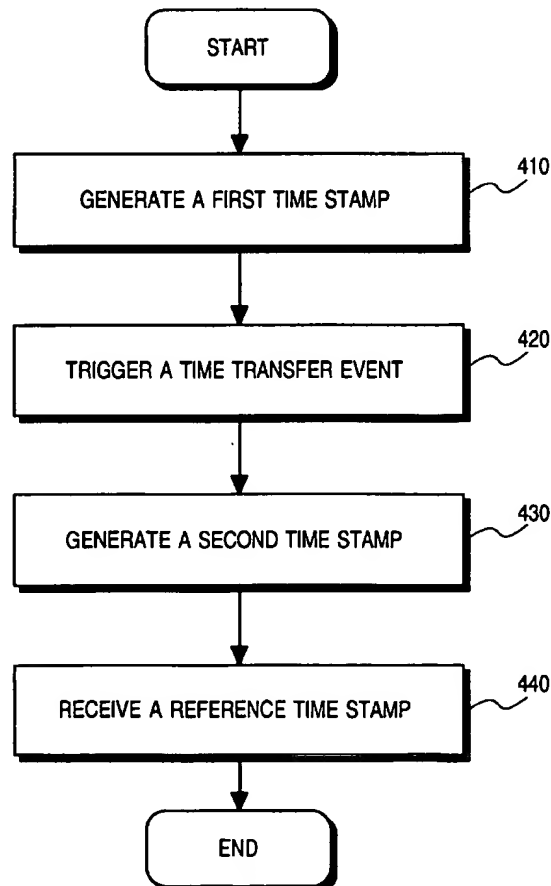 START
410
GENERATE A FIRST TIME STAMP
420
TRIGGER A TIME TRANSFER EVENT
430
GENERATE A SECOND TIME STAMP
440
RECEIVE A REFERENCE TIME STAMP
END